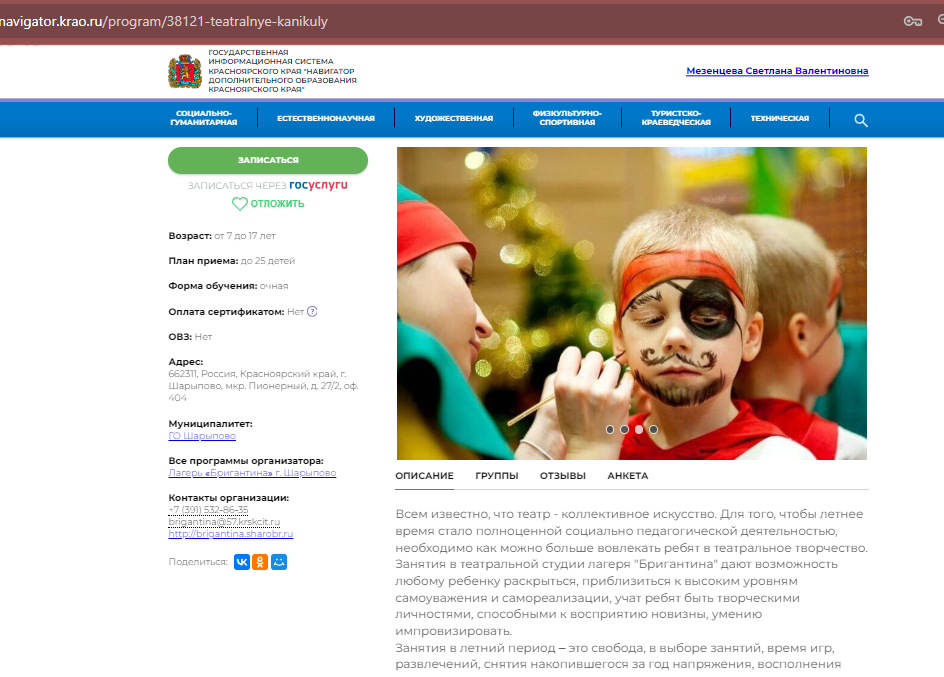 navigator.krao.ru/program/38121-teatralnye-kanikuly
ГОСУДАРСТВЕННАЯ
ИНФОРМАЦИОННАЯ СИСТЕМА
КРАСНОЯРСКОГО КРАЯ "НАВИГАТОР
ДОПОЛНИТЕЛЬНОГО ОБРАЗОВАНИЯ
КРАСНОЯРСКОГО КРАЯ"
Мезенцева Светлана Валентиновна
СОЦИАЛЬНО-
ГУМАНИТАРНАЯ
ЕСТЕСТВЕННОНАУЧНАЯ
ХУДОЖЕСТВЕННАЯ
ФИЗКУЛЬТУРНО-
СПОРТИВНАЯ
ТУРИСТСКО-
КРАЕВЕДЧЕСКАЯ
ТЕХНИЧЕСКАЯ
ЗАПИСАТЬСЯ
ЗАПИСАТЬСЯ ЧЕРЕЗ госуслуги
ОТЛОЖИТЬ
Возраст: от 7 до 17 лет
План приема: до 25 детей
Форма обучения: очная
Оплата сертификатом: Нет ?
ОВЗ: Нет
Адрес:
662311, Россия, Красноярский край, г.
Шарыпово, мкр. Пионерный, д. 27/2, оф.
404
Муниципалитет:
ГО Шарыпово
Все программы организатора:
Лагерь «Бригантина» г. Шарыпово
Контакты организации:
+7 (391) 532-86-35
brigantina@57.krskcit.ru
http://brigantina.sharobr.ru
Поделиться:
ОПИСАНИЕ
ГРУППЫ
ОТЗЫВЫ
АНКЕТА
Всем известно, что театр - коллективное искусство. Для того, чтобы летнее
время стало полноценной социально педагогической деятельностью,
необходимо как можно больше вовлекать ребят в театральное творчество.
Занятия в театральной студии лагеря "Бригантина" дают возможность
любому ребенку раскрыться, приблизиться к высоким уровням
самоуважения и самореализации, учат ребят быть творческими
личностями, способными к восприятию новизны, умению
импровизировать.
Занятия в летний период – это свобода, в выборе занятий, время игр,
развлечений, снятия накопившегося за год напряжения, восполнения